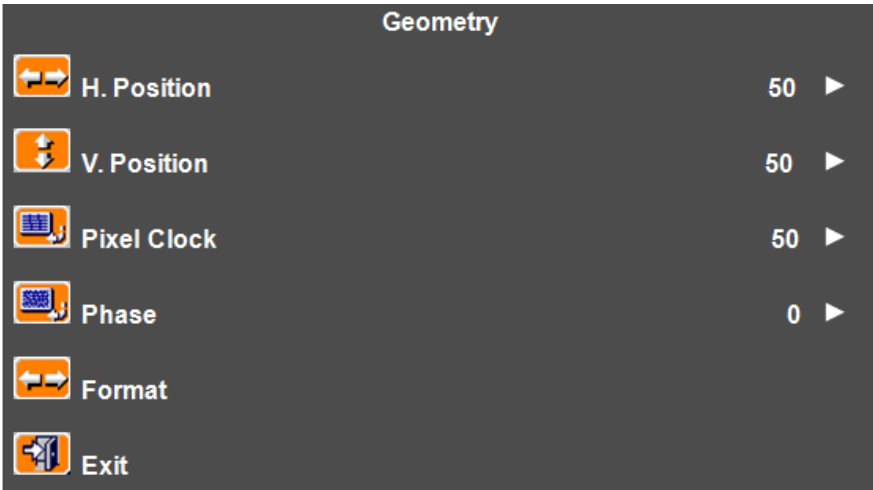 Geometry
H. Position 50 ►
V. Position 50 ►
Pixel Clock 50 ►
Phase 0 ►
Format
Exit